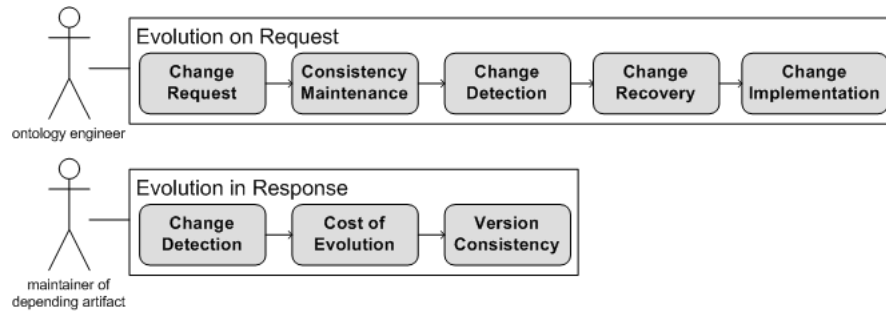 Evolution on Request
Change
Request
Consistency
Maintenance
Change
Detection
Change
Recovery
Change
Implementation
ontology engineer
Evolution in Response
Change
Detection
Cost of
Evolution
Version
Consistency
maintainer of
depending artifact